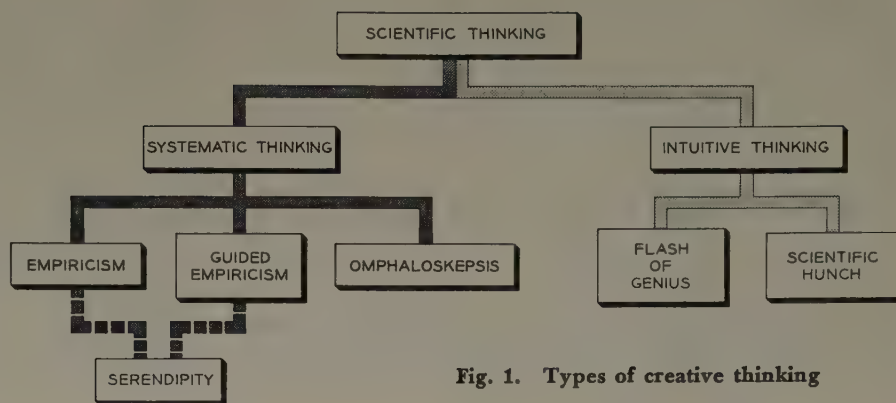 SCIENTIFIC THINKING
SYSTEMATIC THINKING
INTUITIVE THINKING
EMPIRICISM
GUIDED
EMPIRICISM
OMPHALOSKEPSIS
FLASH
OF
GENIUS
SCIENTIFIC
HUNCH
SERENDIPITY
Fig. 1. Types of creative thinking